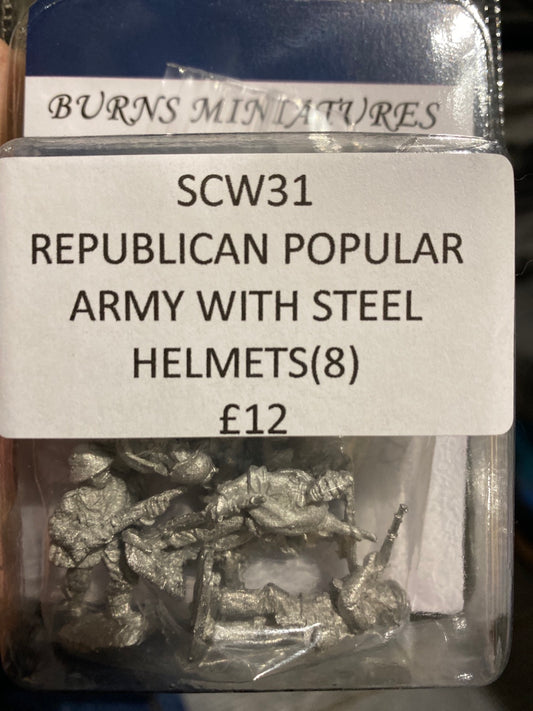 BURNS MINIATURES
SCW31
REPUBLICAN POPULAR
ARMY WITH STEEL
HELMETS(8)
£12